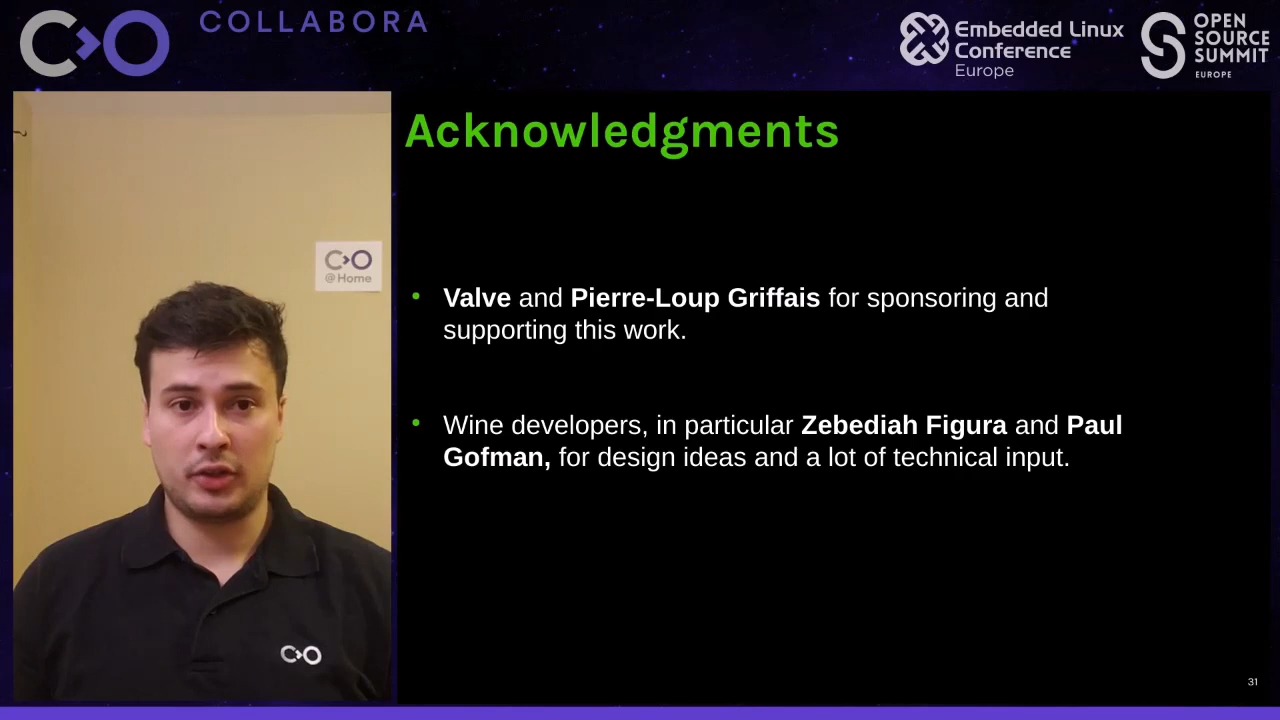 COLLABORA
Embedded Linux
Conference
Europe
OPEN
SOURCE
SUMMIT
EUROPE
Acknowledgments
@Home
• Valve and Pierre-Loup Griffais for sponsoring and
supporting this work.
• Wine developers, in particular Zebediah Figura and Paul
Gofman, for design ideas and a lot of technical input.
31